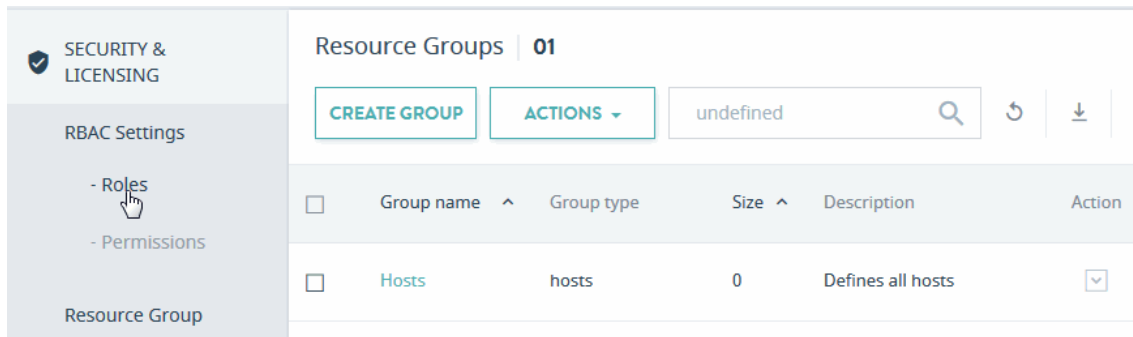 SECURITY &
LICENSING
RBAC Settings
- Roles
- Permissions
Resource Group
Resource Groups 01
CREATE GROUP ACTIONS undefined
Group name Group type Size Description Action
Hosts hosts 0 Defines all hosts